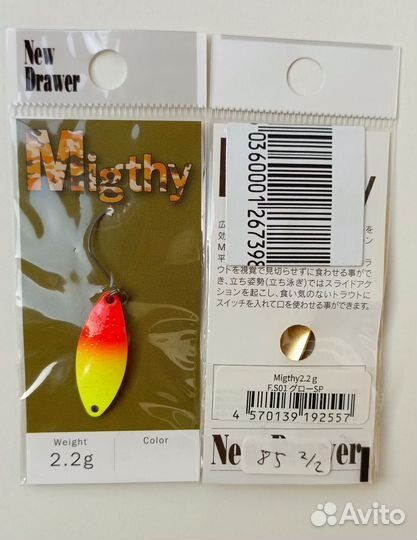 New
Drawer
Migthy
Weight
Color
2.2g
0360001267398
ウトを視覚で見切らせずに食わせる事がで
き、立ち姿勢(立ち泳ぎ)ではスライドアク
ションを起こし、食い気のないトラウトに
スイッチを入れて口を使わせる事ができます。
Migthy2.2g
F.S01 グローSP
4 570139 192557
New Drawer
85 2/2
Avito